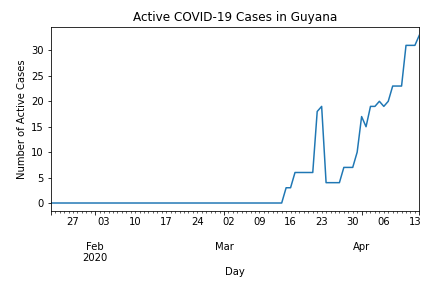 Active COVID-19 Cases in Guyana
Number of Active Cases
30
25
20
15
10
5
0
27 03 10 17 24 02 09 16 23 30 06 13
Feb Mar Apr
2020
Day